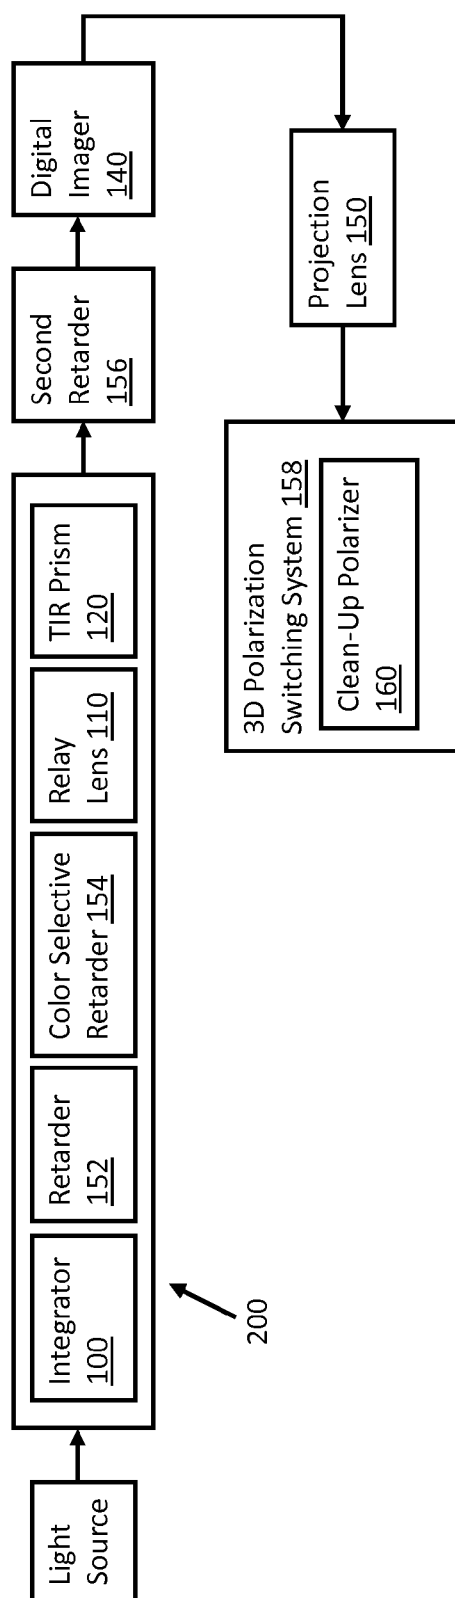 Light
Source
Integrator
100
Retarder
152
Color Selective
Retarder 154
Relay
Lens 110
TIR Prism
120
200
Second
Retarder
156
Digital
Imager
140
Projection
Lens 150
3D Polarization
Switching System 158
Clean-Up Polarizer
160